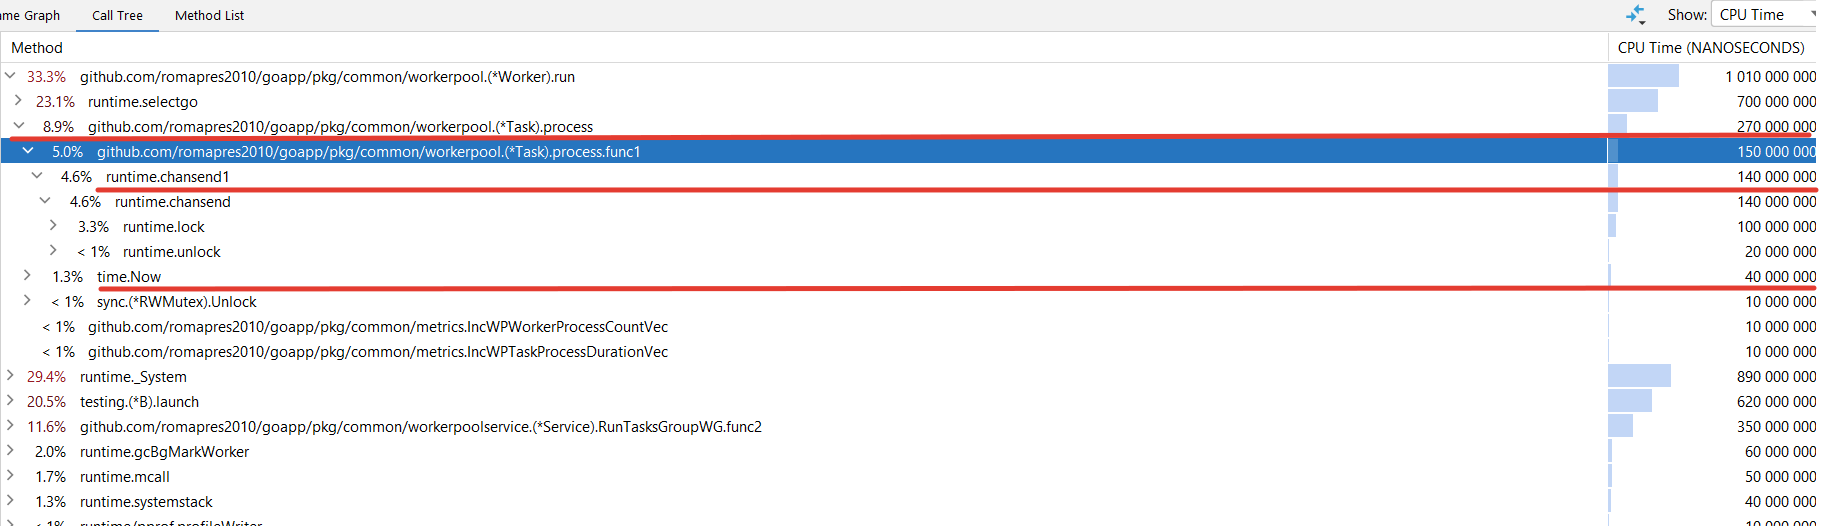 me Graph Call Tree Method List Show: CPU Time
Method CPU Time (NANOSECONDS)
33.3% github.com/romapres2010/goapp/pkg/common/workerpool.(*Worker).run 1 010 000 000
23.1% runtime.selectgo 700 000 000
8.9% github.com/romapres2010/goapp/pkg/common/workerpool.(*Task).process 270 000 000
5.0% github.com/romapres2010/goapp/pkg/common/workerpool.(*Task).process.func1 150 000 000
4.6% runtime.chansend1 140 000 000
4.6% runtime.chansend 140 000 000
3.3% runtime.lock 100 000 000
< 1% runtime.unlock 20 000 000
1.3% time.Now 40 000 000
< 1% sync.(*RWMutex).Unlock 10 000 000
< 1% github.com/romapres2010/goapp/pkg/common/metrics.IncWPWorkerProcessCountVec 10 000 000
< 1% github.com/romapres2010/goapp/pkg/common/metrics.IncWPTaskProcessDurationVec 10 000 000
29.4% runtime._System 890 000 000
20.5% testing.(*B).launch 620 000 000
11.6% github.com/romapres2010/goapp/pkg/common/workerpoolservice.(*Service).RunTasksGroupWG.func2 350 000 000
2.0% runtime.gcBgMarkWorker 60 000 000
1.7% runtime.mcall 50 000 000
1.3% runtime.systemstack 40 000 000
< 1% runtime/pprof.profileWriter 10 000 000